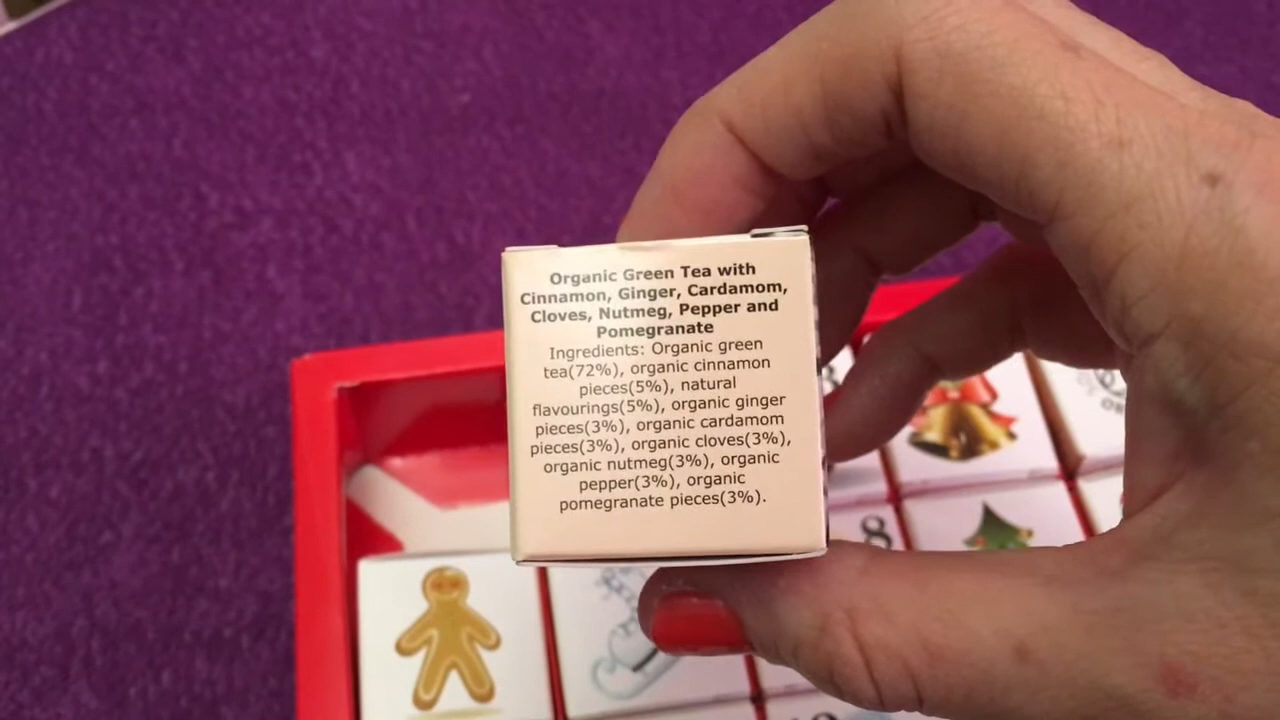 Organic Green Tea with
Cinnamon, Ginger, Cardamom,
Cloves, Nutmeg, Pepper and
Pomegranate
Ingredients: Organic green
tea(72%), organic cinnamon
pieces(5%), natural
flavourings(5%), organic ginger
pieces(3%), organic cardamom
pieces(3%), organic cloves(3%),
organic nutmeg(3%), organic
pepper(3%), organic
pomegranate pieces(3%).
8